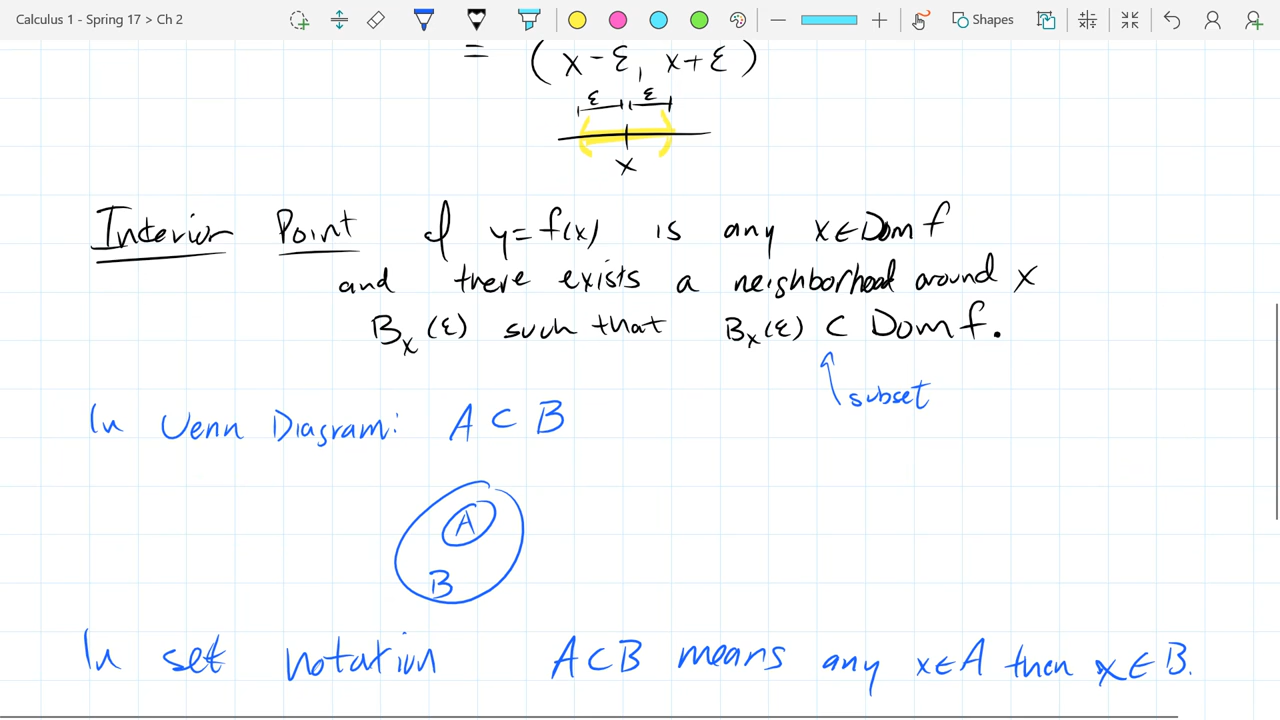 Calculus 1 - Spring 17 > Ch 2
Shapes
= (x-ε, x+ε)
ε ε
x
Interior Point If y=f(x) is any x∈Dom f
and there exists a neighborhood around x
Bₓ(ε) such that Bₓ(ε) ⊂ Dom f.
subset
In Venn Diagram: A ⊂ B
A
B
In set notation A⊂B means any x∈A then x∈B.